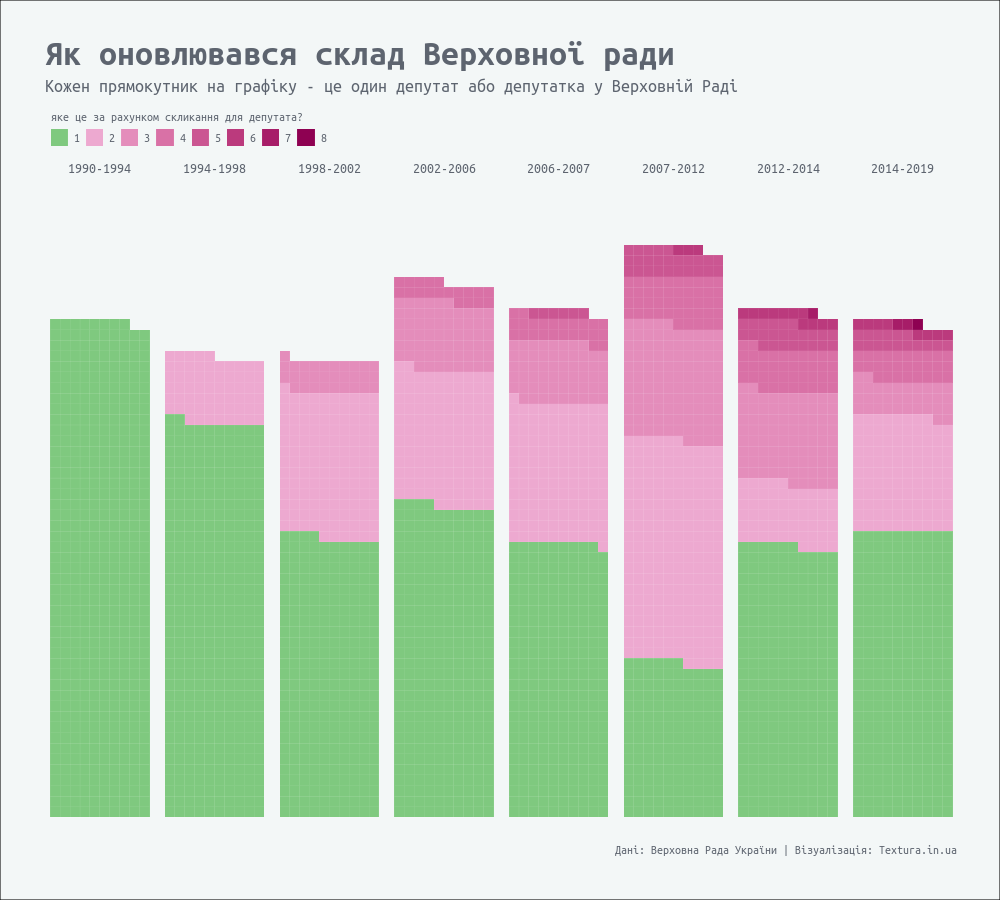 Як оновлювався склад Верховної ради
Кожен прямокутник на графіку - це один депутат або депутатка у Верховній Раді
яке це за рахунком скликання для депутата?
1 2 3 4 5 6 7 8
1990-1994 1994-1998 1998-2002 2002-2006 2006-2007 2007-2012 2012-2014 2014-2019
Дані: Верховна Рада України | Візуалізація: Textura.in.ua